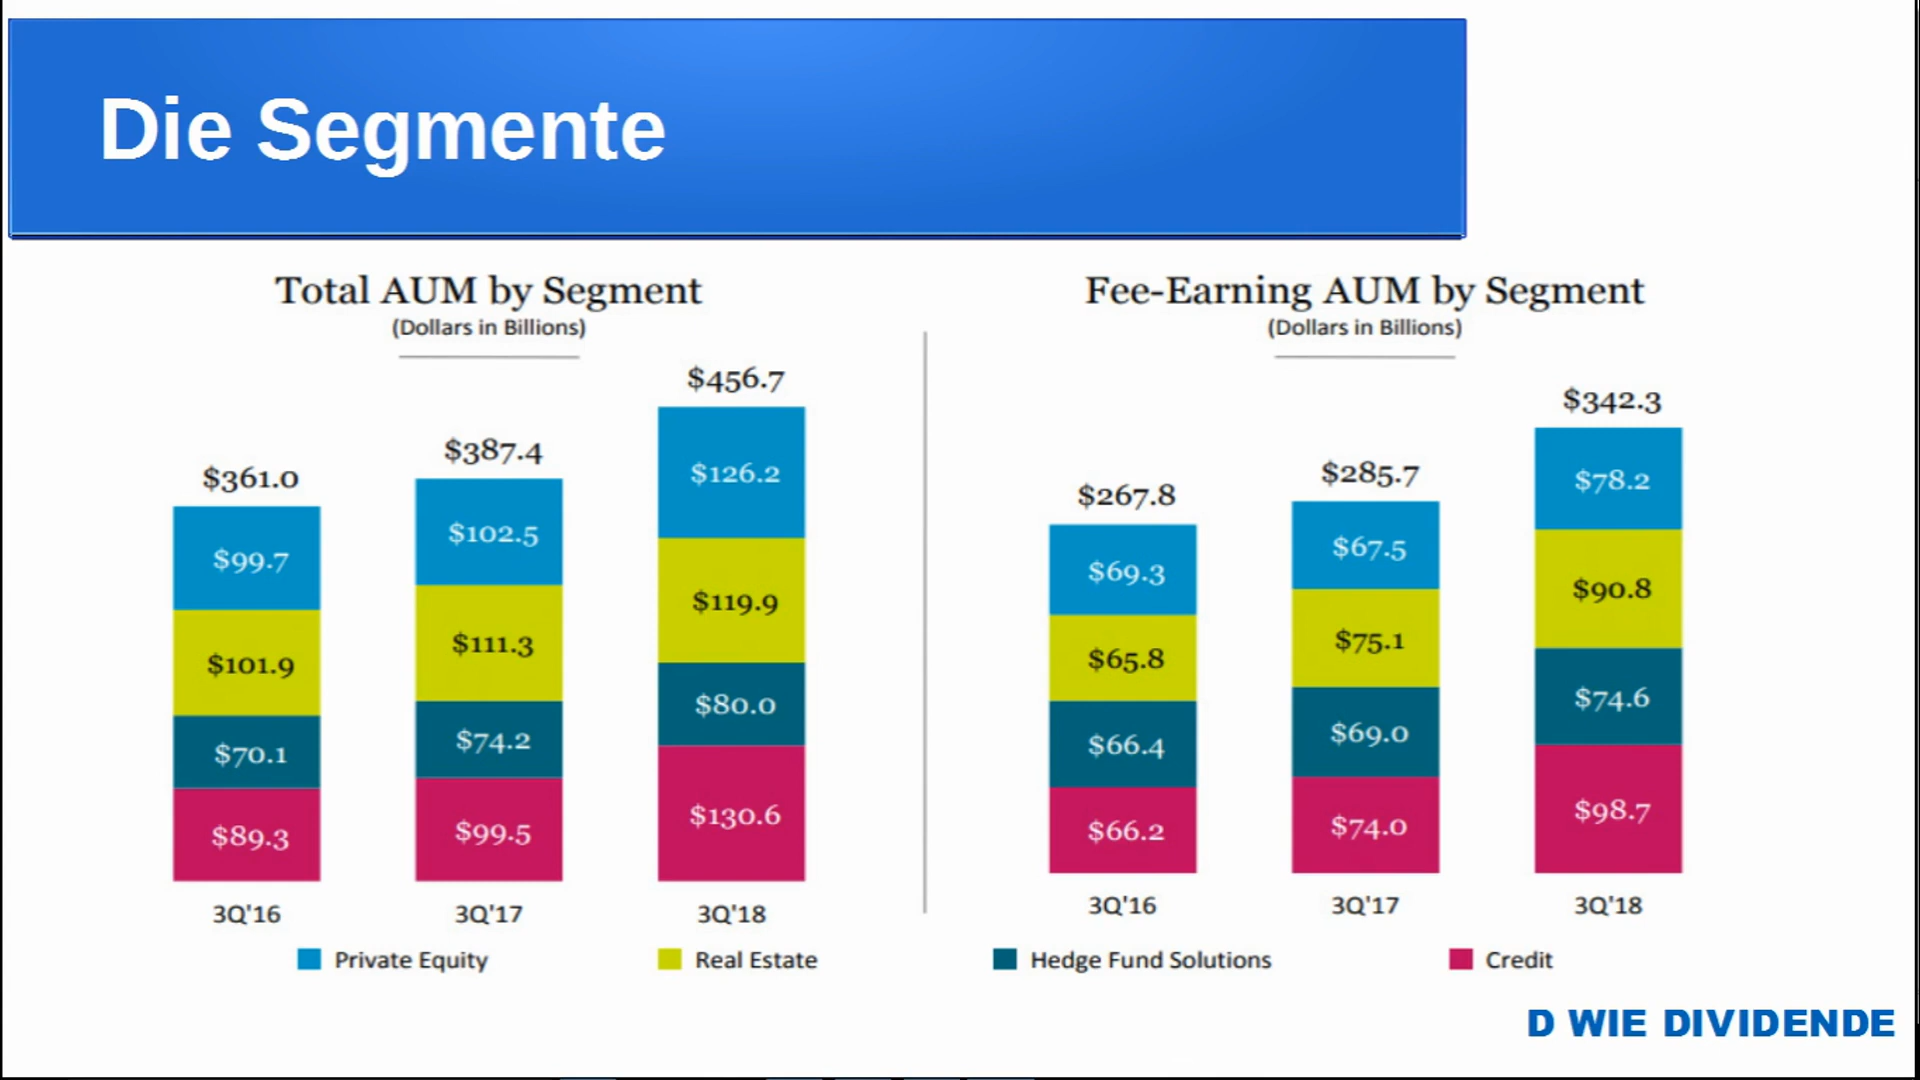 Die Segmente
Total AUM by Segment
(Dollars in Billions)
$361.0
$99.7
$101.9
$70.1
$89.3
3Q'16
$387.4
$102.5
$111.3
$74.2
$99.5
3Q'17
$456.7
$126.2
$119.9
$80.0
$130.6
3Q'18
Fee-Earning AUM by Segment
(Dollars in Billions)
$267.8
$69.3
$65.8
$66.4
$66.2
3Q'16
$285.7
$67.5
$75.1
$69.0
$74.0
3Q'17
$342.3
$78.2
$90.8
$74.6
$98.7
3Q'18
Private Equity
Real Estate
Hedge Fund Solutions
Credit
D WIE DIVIDENDE